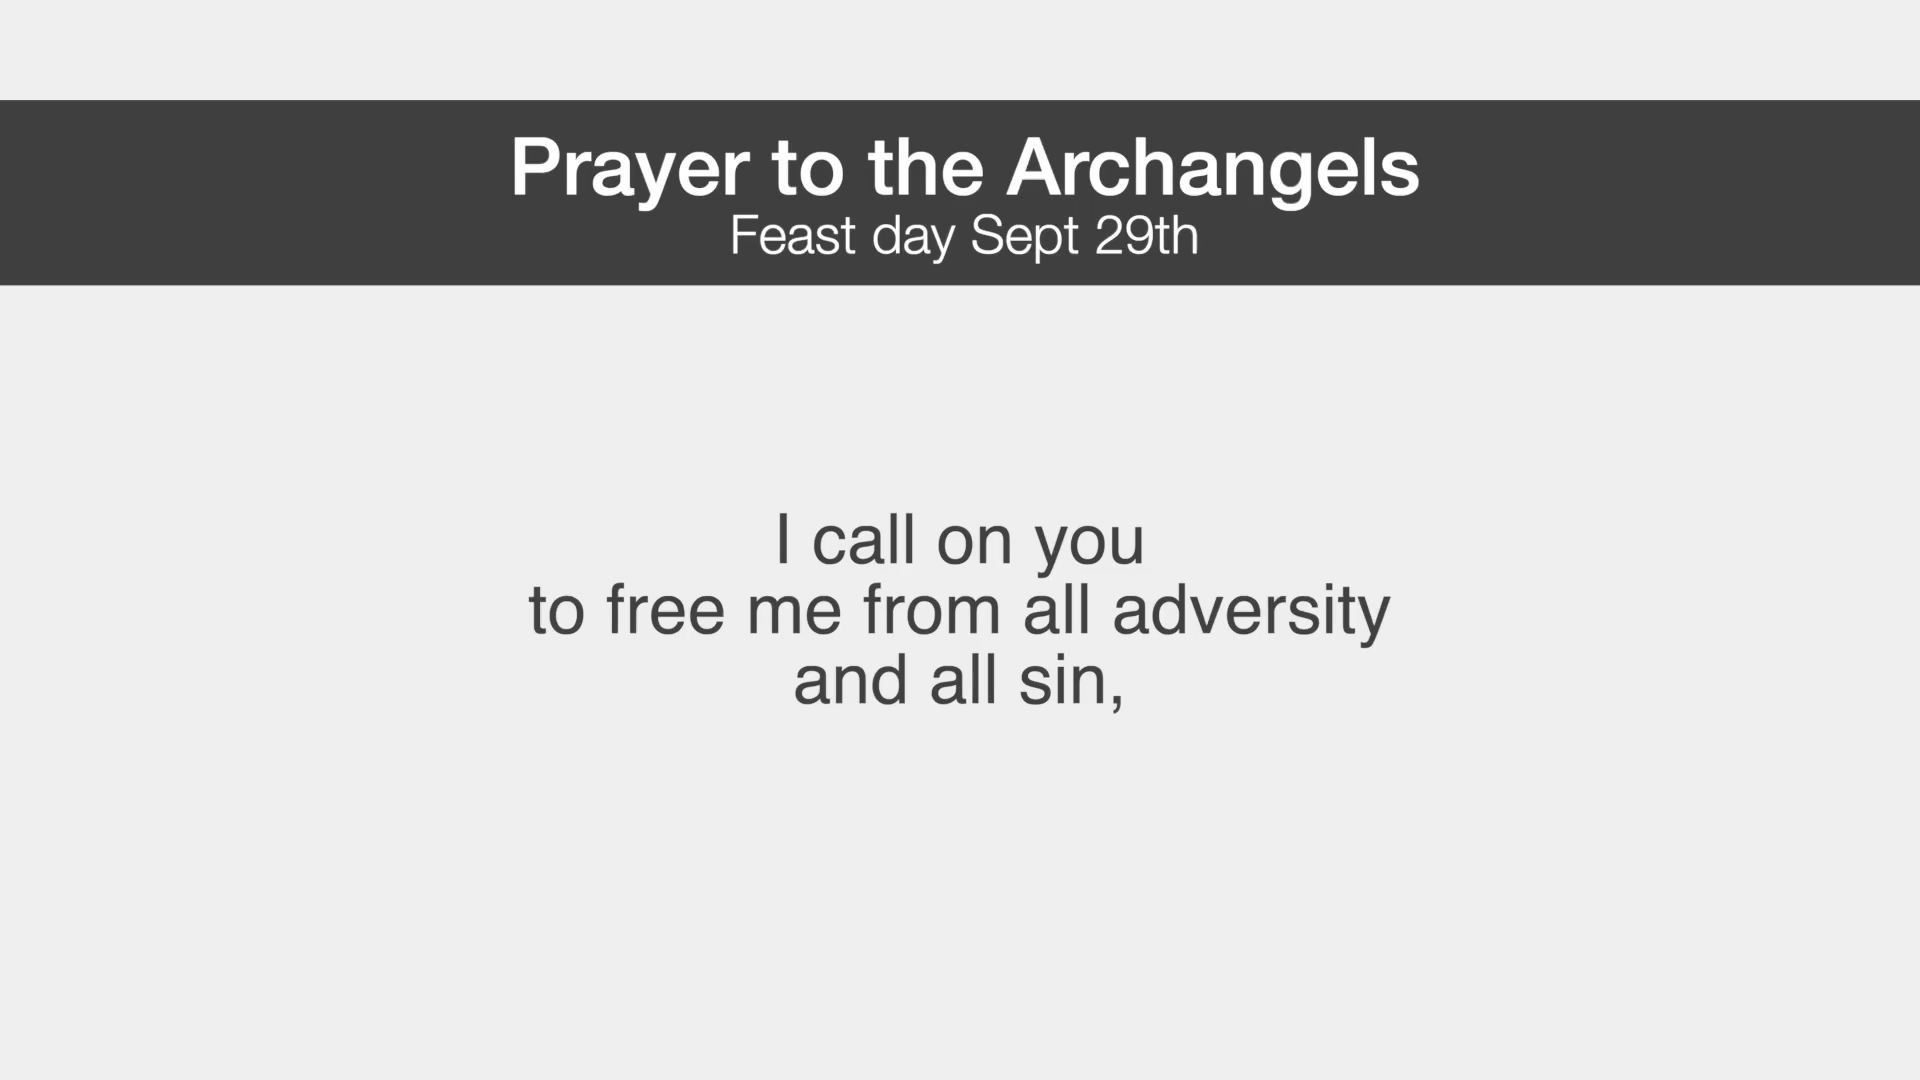 Prayer to the Archangels
Feast day Sept 29th
I call on you
to free me from all adversity
and all sin,